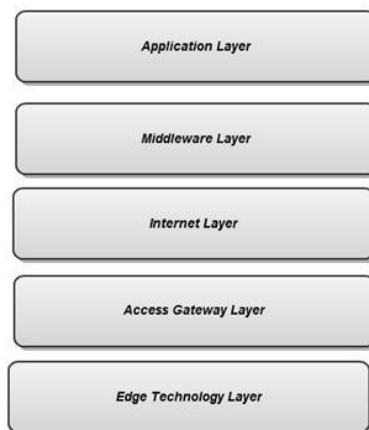 Application Layer
Middleware Layer
Internet Layer
Access Gateway Layer
Edge Technology Layer